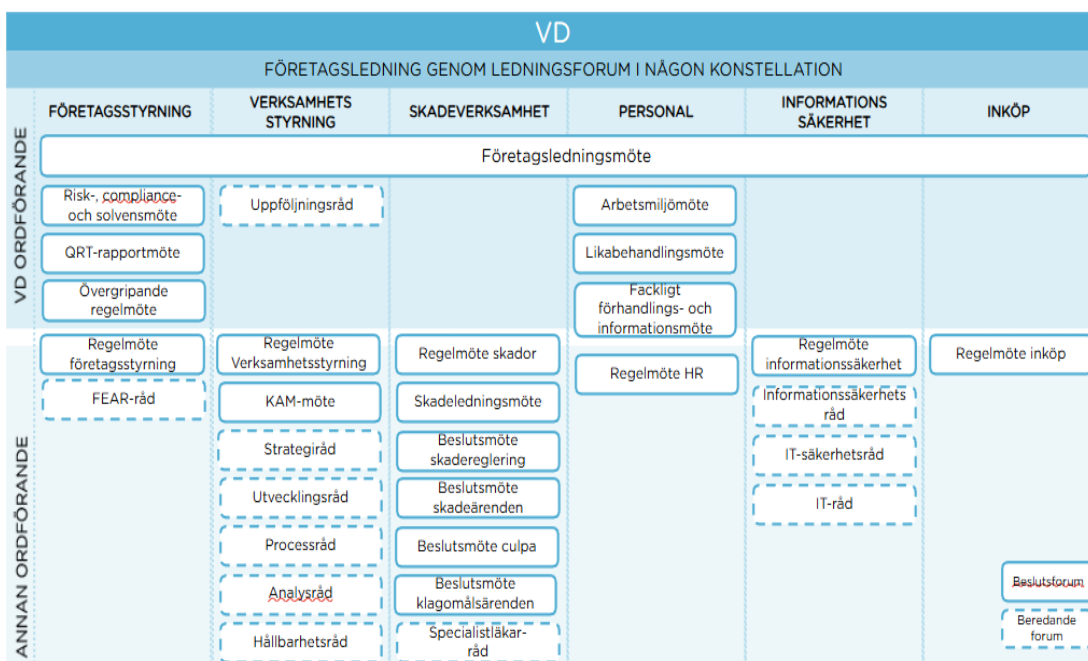 VD
FÖRETAGSLEDNING GENOM LEDNINGSFORUM I NÅGON KONSTELLATION
VD ORDFÖRANDE
ANNAN ORDFÖRANDE
FÖRETAGSSTYRNING
VERKSAMHETS
STYRNING
SKADEVERKSAMHET
PERSONAL
INFORMATIONS
SÄKERHET
INKÖP
Företagsledningsmöte
Risk-, compliance-
och solvensmöte
QRT-rapportmöte
Övergripande
regelmöte
Uppföljningsråd
Arbetsmiljömöte
Likabehandlingsmöte
Fackligt
förhandlings- och
informationsmöte
Regelmöte
företagsstyrning
FEAR-råd
Regelmöte
Verksamhetsstyrning
KAM-möte
Strategiråd
Utvecklingsråd
Processråd
Analysråd
Hållbarhetsråd
Regelmöte skador
Skadeledningsmöte
Beslutsmöte
skadereglering
Beslutsmöte
skadeärenden
Beslutsmöte culpa
Beslutsmöte
klagomålsärenden
Specialistläkar-
råd
Regelmöte HR
Regelmöte
informationssäkerhet
Informationssäkerhets
råd
IT-säkerhetsråd
IT-råd
Regelmöte inköp
Beslutsforum
Beredande
forum